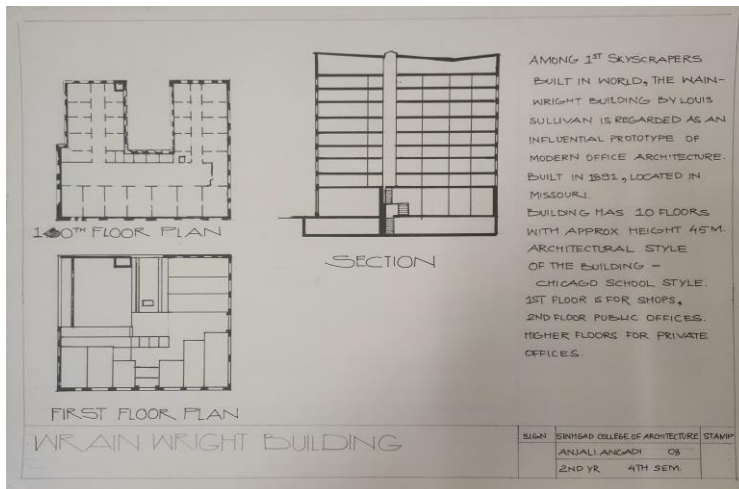 AMONG 1ST SKYSCRAPERS
BUILT IN WORLD, THE WAIN-
WRIGHT BUILDING BY LOUIS
SULLIVAN IS REGARDED AS AN
INFLUENTIAL PROTOTYPE OF
MODERN OFFICE ARCHITECTURE.
BUILT IN 1891, LOCATED IN
MISSOURI.
BUILDING HAS 10 FLOORS
WITH APPROX HEIGHT 45M.
ARCHITECTURAL STYLE
OF THE BUILDING –
CHICAGO SCHOOL STYLE.
1ST FLOOR IS FOR SHOPS,
2ND FLOOR PUBLIC OFFICES.
HIGHER FLOORS FOR PRIVATE
OFFICES.
FLOOR PLAN
SECTION
FIRST FLOOR PLAN
WRAIN WRIGHT BUILDING
SIGN
SINHGAD COLLEGE OF ARCHITECTURE
STAMP
ANJALI.ANGADI 08
2ND YR 4TH SEM.